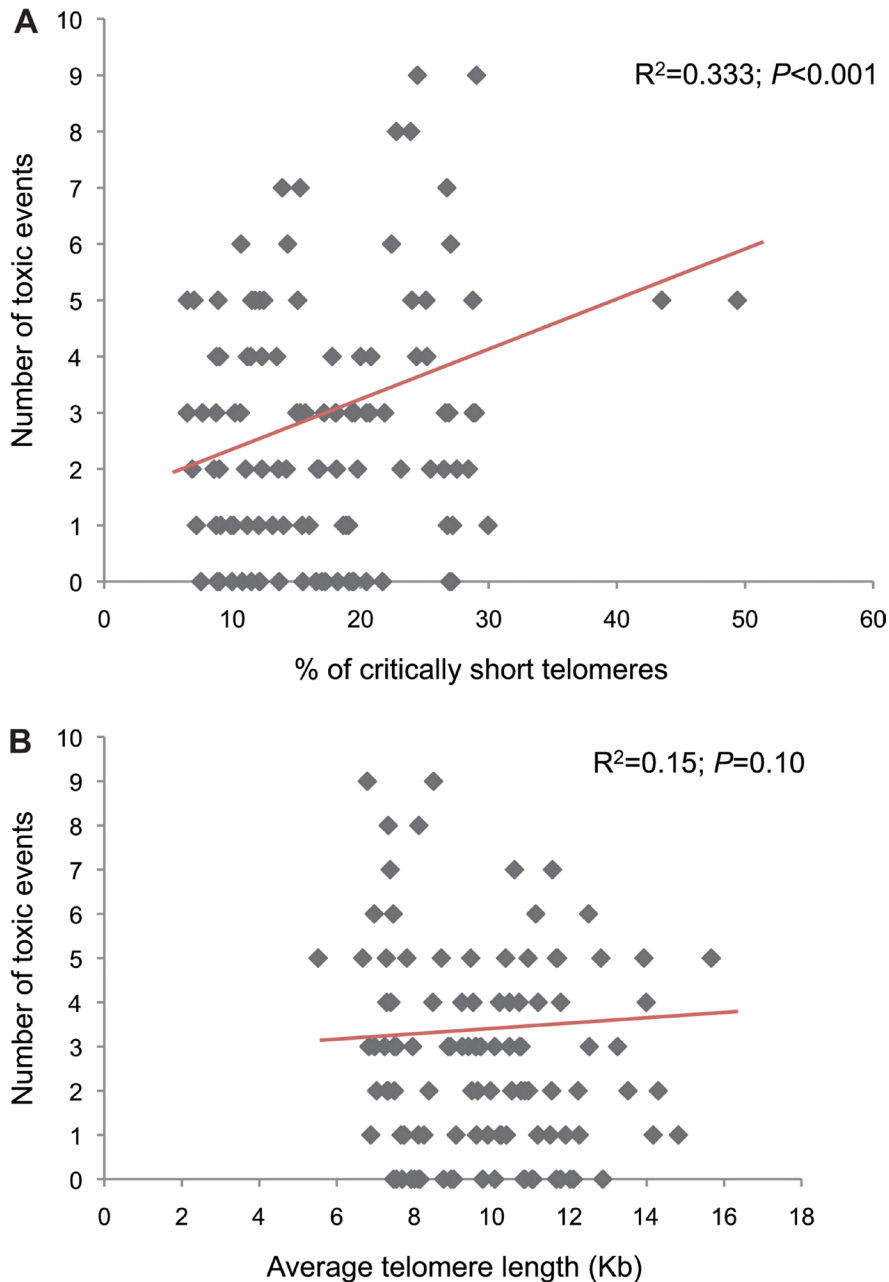 A
10
R²=0.333; P<0.001
9
8
7
6
5
4
3
2
1
0
Number of toxic events
0 10 20 30 40 50 60
% of critically short telomeres
B
10
R²=0.15; P=0.10
9
8
7
6
5
4
3
2
1
0
Number of toxic events
0 2 4 6 8 10 12 14 16 18
Average telomere length (Kb)